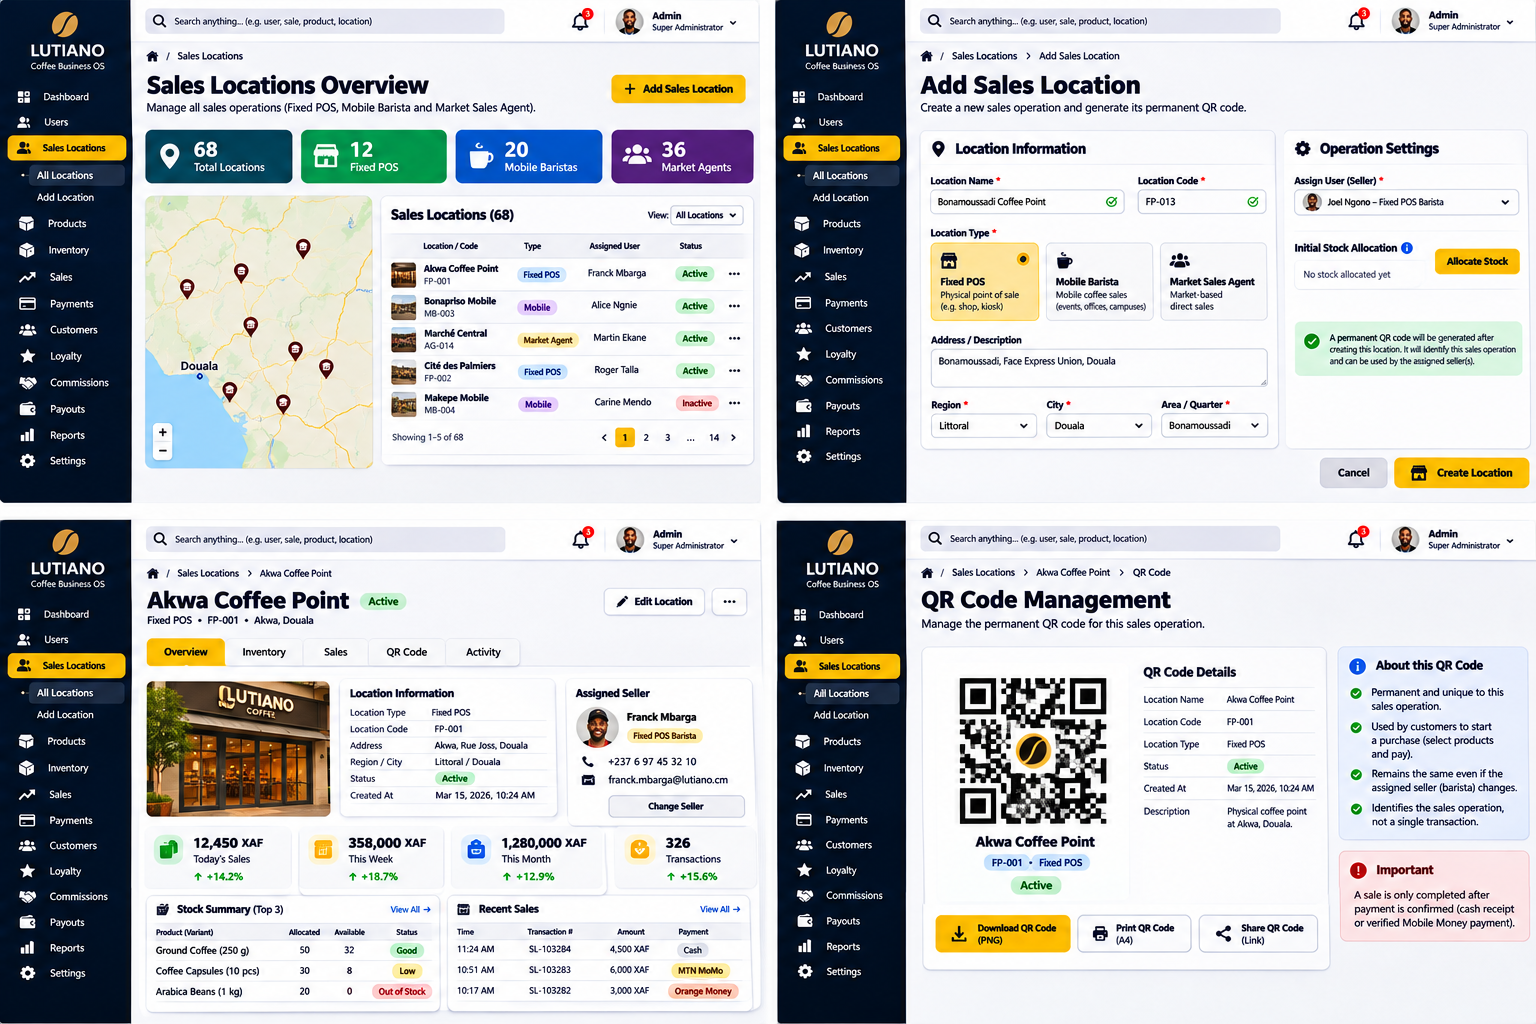 LUTIANO
Coffee Business OS
Dashboard
Users
Sales Locations
All Locations
Add Location
Products
Inventory
Sales
Payments
Customers
Loyalty
Commissions
Payouts
Reports
Settings
Search anything... (e.g. user, sale, product, location)
3
Admin
Super Administrator
/ Sales Locations
Sales Locations Overview
Manage all sales operations (Fixed POS, Mobile Barista and Market Sales Agent).
+ Add Sales Location
68
Total Locations
12
Fixed POS
20
Mobile Baristas
36
Market Agents
Douala
+
−
Sales Locations (68)
View: All Locations
Location / Code Type Assigned User Status
Akwa Coffee Point
FP-001
Fixed POS Franck Mbarga Active
Bonaprlso Mobile
MB-003
Mobile Alice Ngnie Active
Marché Central
AG-014
Market Agent Martin Ekane Active
Cité des Palmiers
FP-002
Fixed POS Roger Talla Active
Makepe Mobile
MB-004
Mobile Carine Mendo Inactive
Showing 1-5 of 68
< 1 2 3 ... 14 >
LUTIANO
Coffee Business OS
Dashboard
Users
Sales Locations
All Locations
Add Location
Products
Inventory
Sales
Payments
Customers
Loyalty
Commissions
Payouts
Reports
Settings
Search anything... (e.g. user, sale, product, location)
3
Admin
Super Administrator
/ Sales Locations > Add Sales Location
Add Sales Location
Create a new sales operation and generate its permanent QR code.
Location Information
Location Name *
Bonamoussadi Coffee Point
Location Code *
FP-013
Location Type *
Fixed POS
Physical point of sale
(e.g. shop, kiosk)
Mobile Barista
Mobile coffee sales
(events, offices, campuses)
Market Sales Agent
Market-based
direct sales
Address / Description
Bonamoussadi, Face Express Union, Douala
Region *
Littoral
City *
Douala
Area / Quarter *
Bonamoussadi
Operation Settings
Assign User (Seller) *
Joel Ngono – Fixed POS Barista
Initial Stock Allocation
No stock allocated yet
Allocate Stock
A permanent QR code will be generated after
creating this location. It will identify this sales operation
and can be used by the assigned seller(s).
Cancel
Create Location
LUTIANO
Coffee Business OS
Dashboard
Users
Sales Locations
All Locations
Add Location
Products
Inventory
Sales
Payments
Customers
Loyalty
Commissions
Payouts
Reports
Settings
Search anything... (e.g. user, sale, product, location)
3
Admin
Super Administrator
/ Sales Locations > Akwa Coffee Point
Akwa Coffee Point Active
Fixed POS • FP-001 • Akwa, Douala
Edit Location
Overview
Inventory
Sales
QR Code
Activity
LUTIANO
COFFEE
Location Information
Location Type Fixed POS
Location Code FP-001
Address Akwa, Rue Joss, Douala
Region / City Littoral / Douala
Status Active
Created At Mar 15, 2026, 10:24 AM
Assigned Seller
Franck Mbarga
Fixed POS Barista
+237 6 97 45 32 10
franck.mbarga@lutiano.cm
Change Seller
12,450 XAF
Today's Sales
↑ +14.2%
358,000 XAF
This Week
↑ +18.7%
1,280,000 XAF
This Month
↑ +12.9%
326
Transactions
↑ +15.6%
Stock Summary (Top 3)
View All →
Product (Variant) Allocated Available Status
Ground Coffee (250 g) 50 32 Good
Coffee Capsules (10 pcs) 30 8 Low
Arabica Beans (1 kg) 20 0 Out of Stock
Recent Sales
View All →
Time Transaction # Amount Payment
11:24 AM SL-103284 4,500 XAF Cash
10:51 AM SL-103283 6,000 XAF MTN MoMo
10:17 AM SL-103282 3,000 XAF Orange Money
LUTIANO
Coffee Business OS
Dashboard
Users
Sales Locations
All Locations
Add Location
Products
Inventory
Sales
Payments
Customers
Loyalty
Commissions
Payouts
Reports
Settings
Search anything... (e.g. user, sale, product, location)
3
Admin
Super Administrator
/ Sales Locations > Akwa Coffee Point > QR Code
QR Code Management
Manage the permanent QR code for this sales operation.
Akwa Coffee Point
FP-001 • Fixed POS
Active
QR Code Details
Location Name Akwa Coffee Point
Location Code FP-001
Location Type Fixed POS
Status Active
Created At Mar 15, 2026, 10:24 AM
Description Physical coffee point
at Akwa, Douala.
Download QR Code
(PNG)
Print QR Code
(A4)
Share QR Code
(Link)
About this QR Code
Permanent and unique to this
sales operation.
Used by customers to start
a purchase (select products
and pay).
Remains the same even if the
assigned seller (barista) changes.
Identifies the sales operation,
not a single transaction.
Important
A sale is only completed after
payment is confirmed (cash receipt
or verified Mobile Money payment).